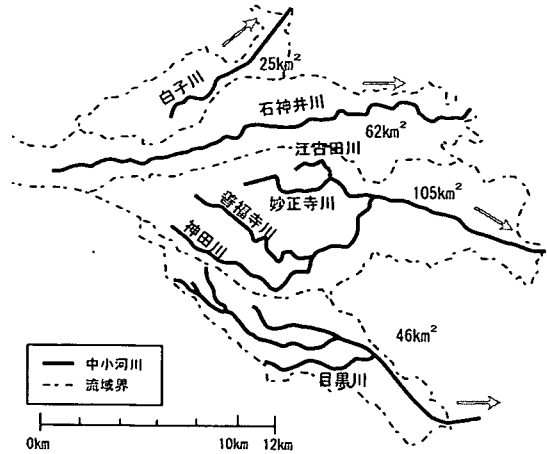 白子川
25km²
石神井川
62km²
江古田川
妙正寺川
105km²
善福寺川
神田川
46km²
目黒川
中小河川
流域界
0km
10km
12km